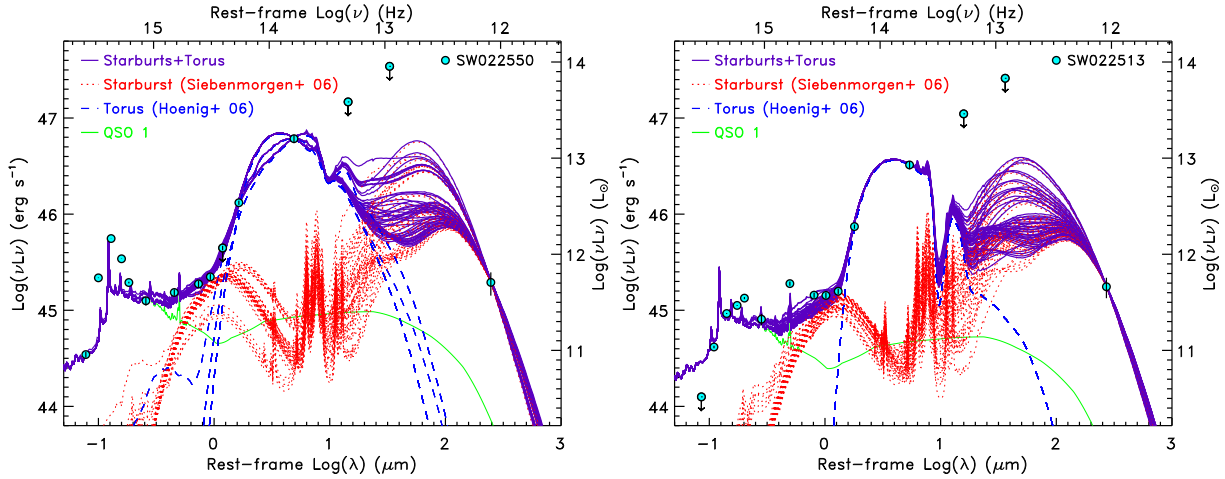 Rest-frame Log(ν) (Hz)
15 14 13
Starbursts+Torus
Starburst (Siebenmorgen+ 06)
Torus (Hoenig+ 06)
QSO 1
SW022550
Log(νLν) (erg s⁻¹)
47
46
45
44
Log(νLν) (L⊙)
14
13
12
11
−1 0 1 2 3
Rest-frame Log(λ) (μm)
Rest-frame Log(ν) (Hz)
15 14 13
Starburts+Torus
Starburst (Siebenmorgen+ 06)
Torus (Hoenig+ 06)
QSO 1
SW022513
Log(νLν) (erg s⁻¹)
47
46
45
44
Log(νLν) (L⊙)
14
13
12
11
−1 0 1 2 3
Rest-frame Log(λ) (μm)